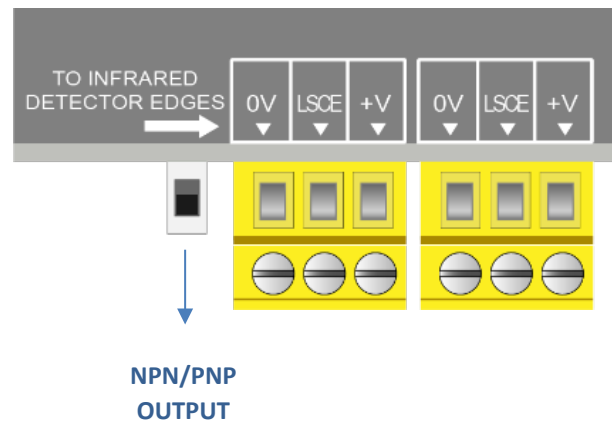 TO INFRARED
DETECTOR EDGES
0V LSCE +V 0V LSCE +V
NPN/PNP
OUTPUT